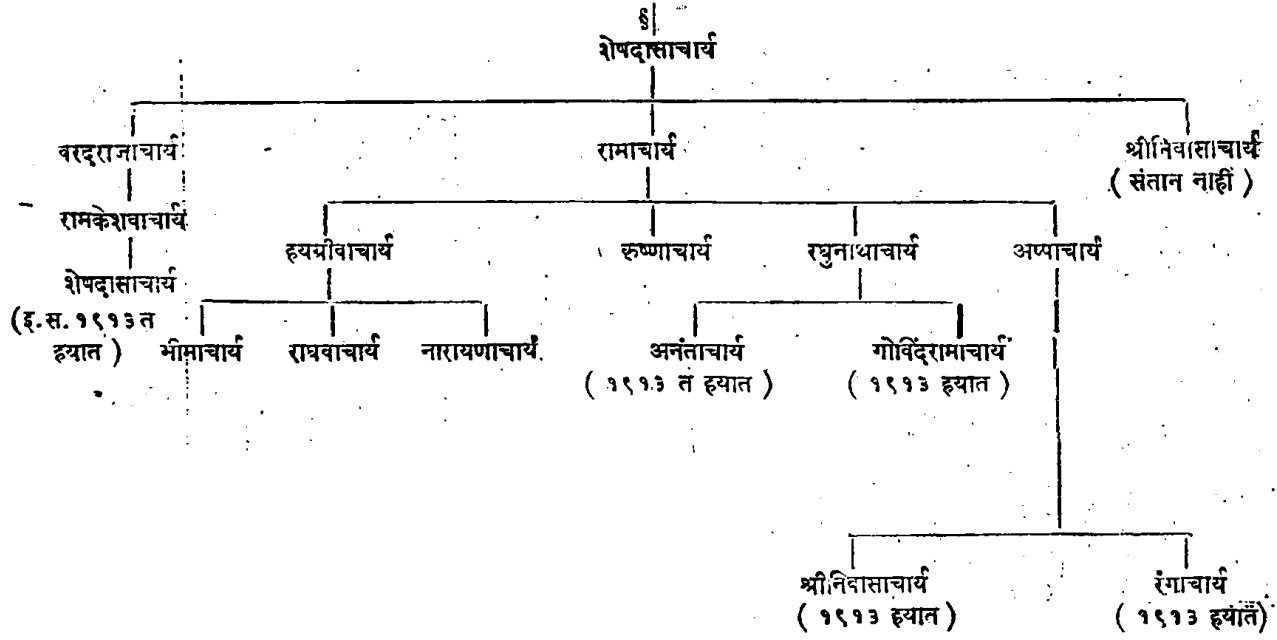 §
शेषदासाचार्य
वरदराजाचार्य रामाचार्य श्रीनिवासाचार्य
( संतान नाहीं )
रामकेशवाचार्य
हयग्रीवाचार्य कृष्णाचार्य रघुनाथाचार्य अप्पाचार्य
शेषदासाचार्य
(इ.स.१९१३त
हयात ) भीमाचार्य राघवाचार्य नारायणाचार्य. अनंताचार्य गोविंदरामाचार्य
( १९१३ त हयात ) ( १९१३ हयात )
श्रीनिवासाचार्य रंगाचार्य
( १९१३ हयात ) ( १९१३ हयात)